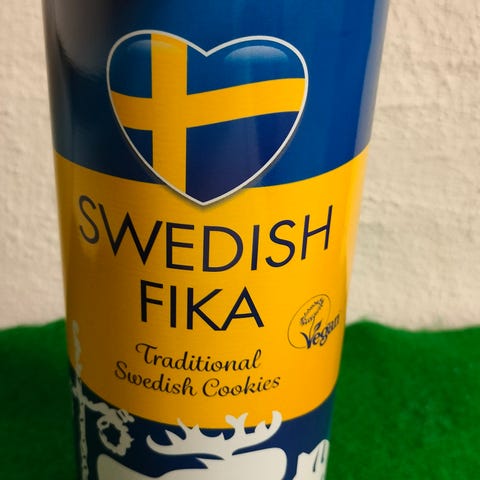 SWEDISH
FIKA
Traditional
Swedish Cookies
Vegan